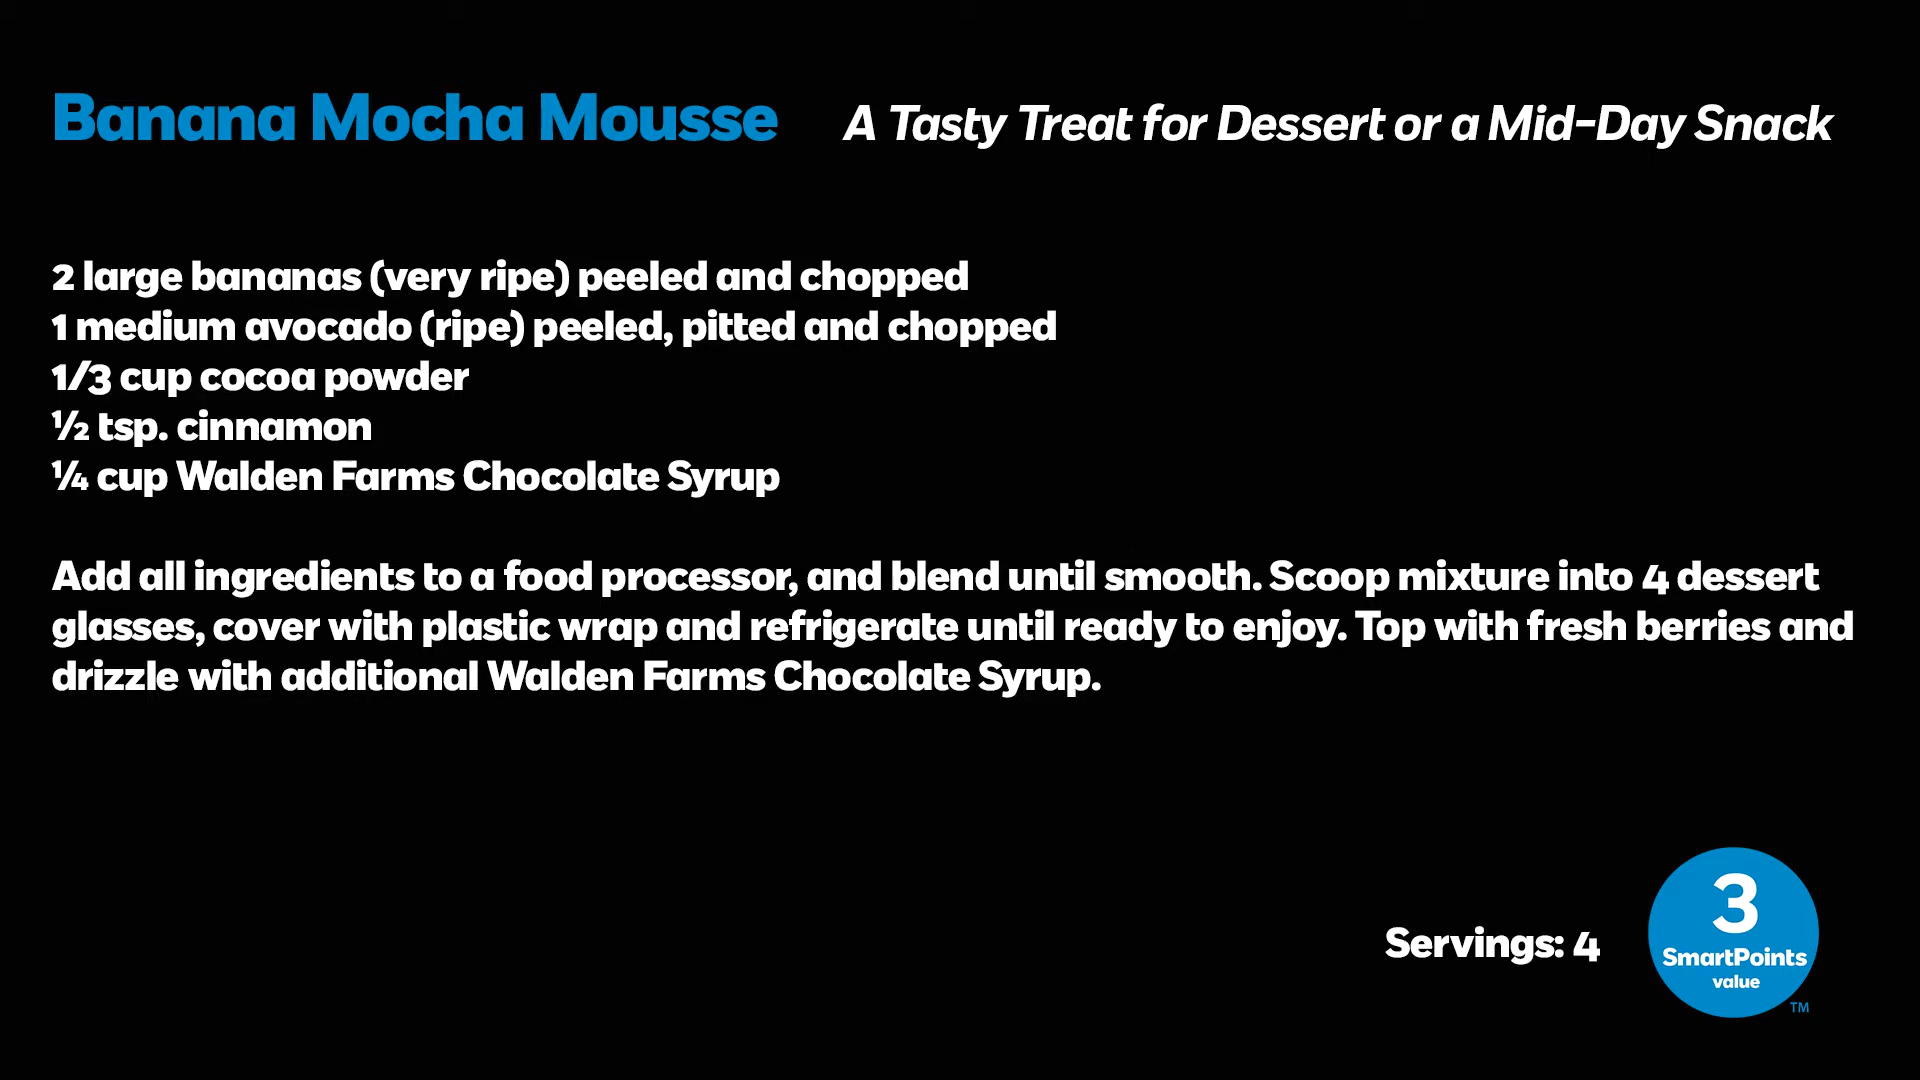 Banana Mocha Mousse A Tasty Treat for Dessert or a Mid-Day Snack
2 large bananas (very ripe) peeled and chopped
1 medium avocado (ripe) peeled, pitted and chopped
1/3 cup cocoa powder
½ tsp. cinnamon
¼ cup Walden Farms Chocolate Syrup
Add all ingredients to a food processor, and blend until smooth. Scoop mixture into 4 dessert
glasses, cover with plastic wrap and refrigerate until ready to enjoy. Top with fresh berries and
drizzle with additional Walden Farms Chocolate Syrup.
Servings: 4
3
SmartPoints
value
™